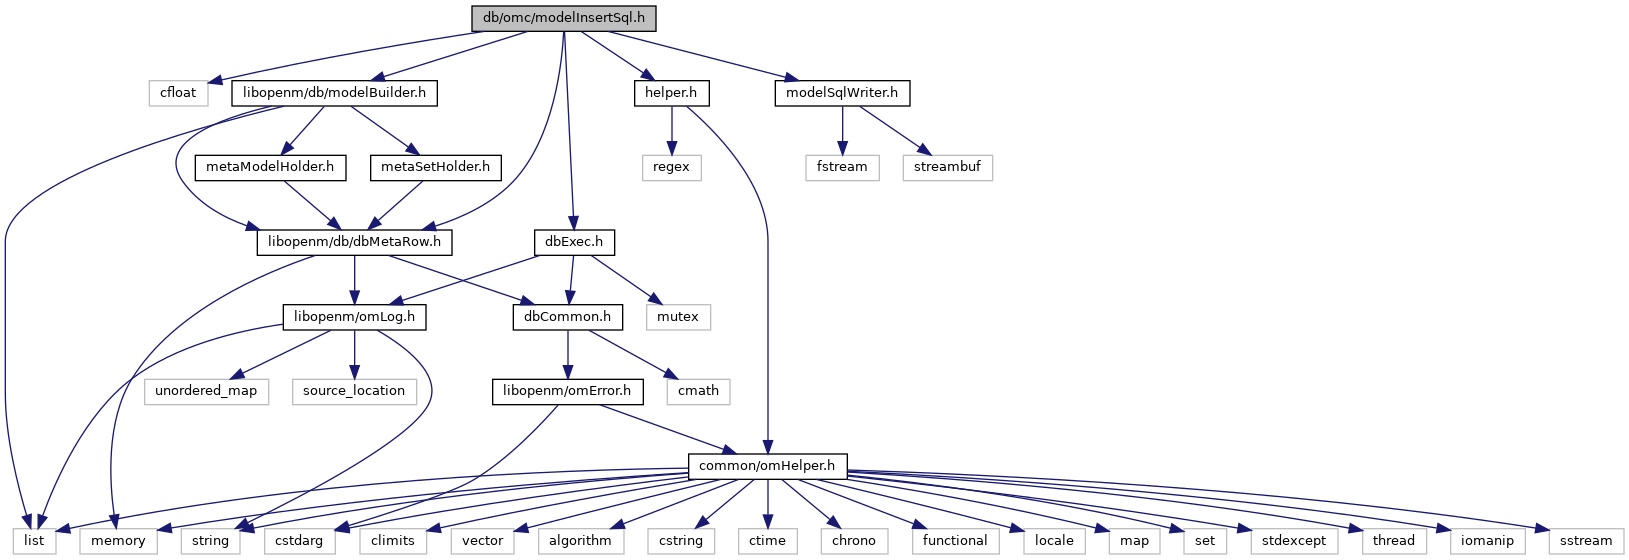 db/omc/modelInsertSql.h
cfloat
libopenm/db/modelBuilder.h
helper.h
modelSqlWriter.h
metaModelHolder.h
metaSetHolder.h
regex
fstream
streambuf
libopenm/db/dbMetaRow.h
dbExec.h
libopenm/omLog.h
dbCommon.h
mutex
unordered_map
source_location
libopenm/omError.h
cmath
common/omHelper.h
list
memory
string
cstdarg
climits
vector
algorithm
cstring
ctime
chrono
functional
locale
map
set
stdexcept
thread
iomanip
sstream